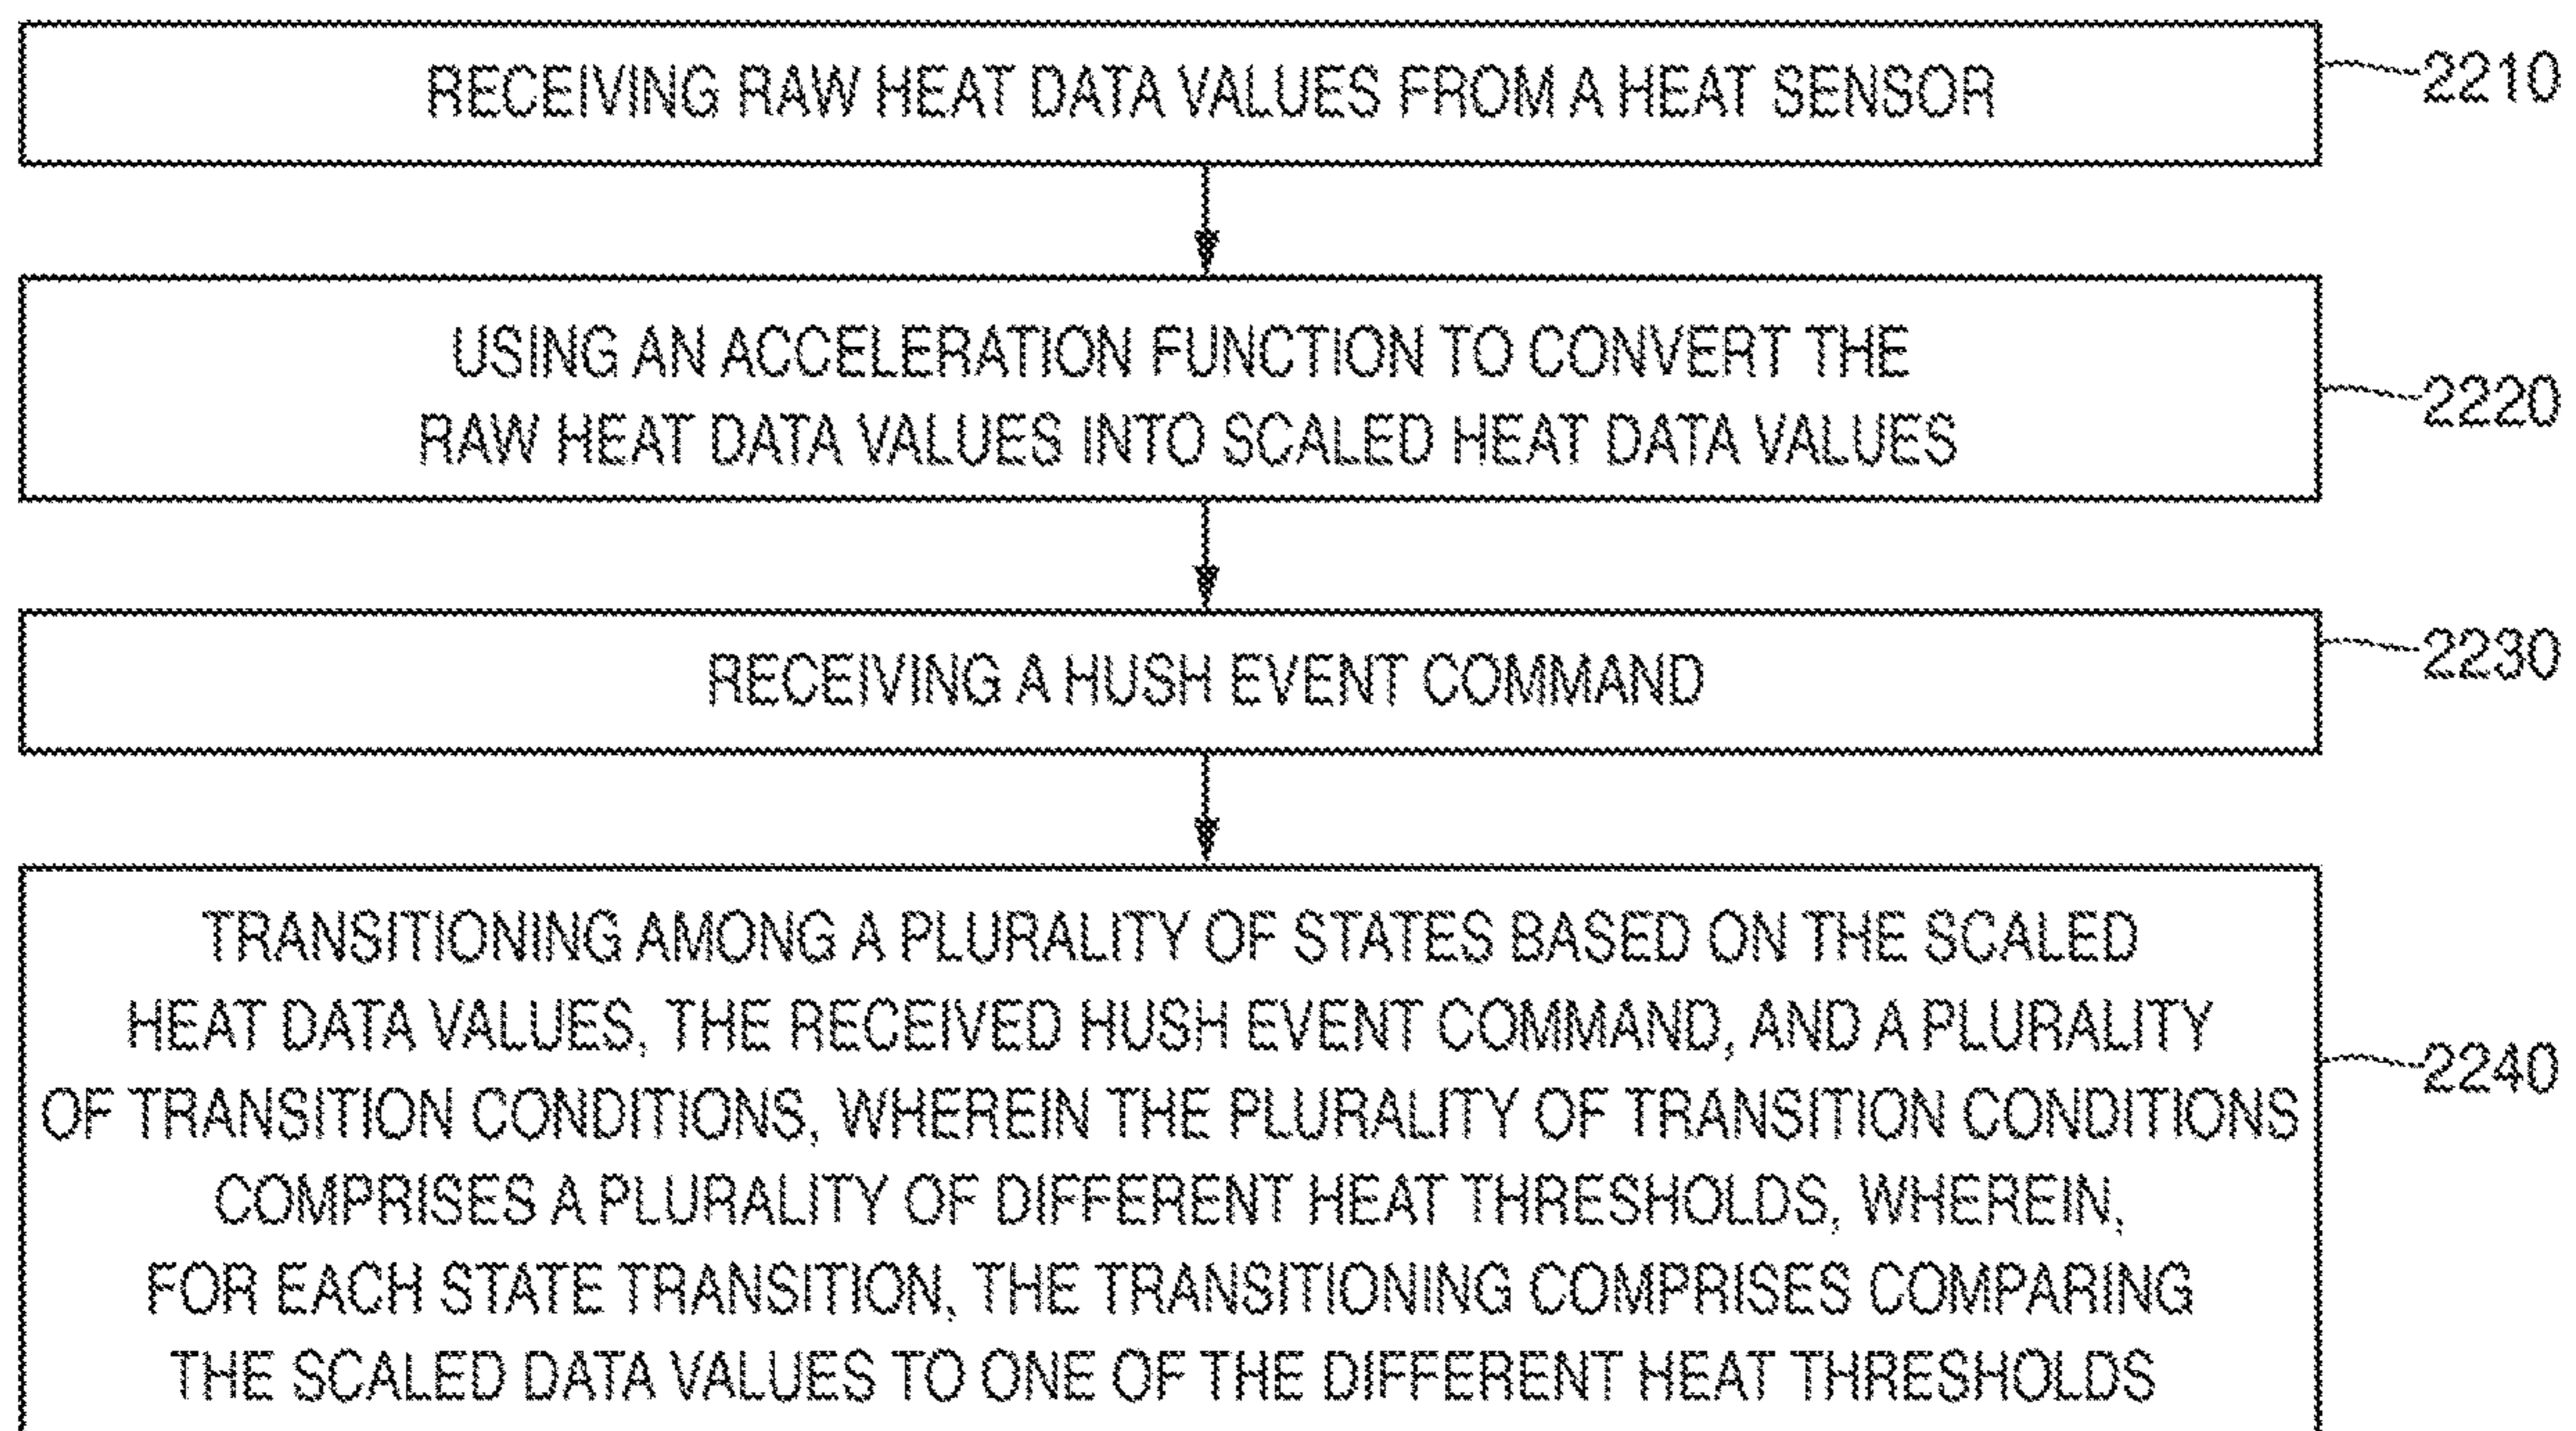 RECEIVING RAW HEAT DATA VALUES FROM A HEAT SENSOR
2210
USING AN ACCELERATION FUNCTION TO CONVERT THE
RAW HEAT DATA VALUES INTO SCALED HEAT DATA VALUES
2220
RECEIVING A HUSH EVENT COMMAND
2230
TRANSITIONING AMONG A PLURALITY OF STATES BASED ON THE SCALED
HEAT DATA VALUES, THE RECEIVED HUSH EVENT COMMAND, AND A PLURALITY
OF TRANSITION CONDITIONS, WHEREIN THE PLURALITY OF TRANSITION CONDITIONS
COMPRISES A PLURALITY OF DIFFERENT HEAT THRESHOLDS, WHEREIN,
FOR EACH STATE TRANSITION, THE TRANSITIONING COMPRISES COMPARING
THE SCALED DATA VALUES TO ONE OF THE DIFFERENT HEAT THRESHOLDS
2240